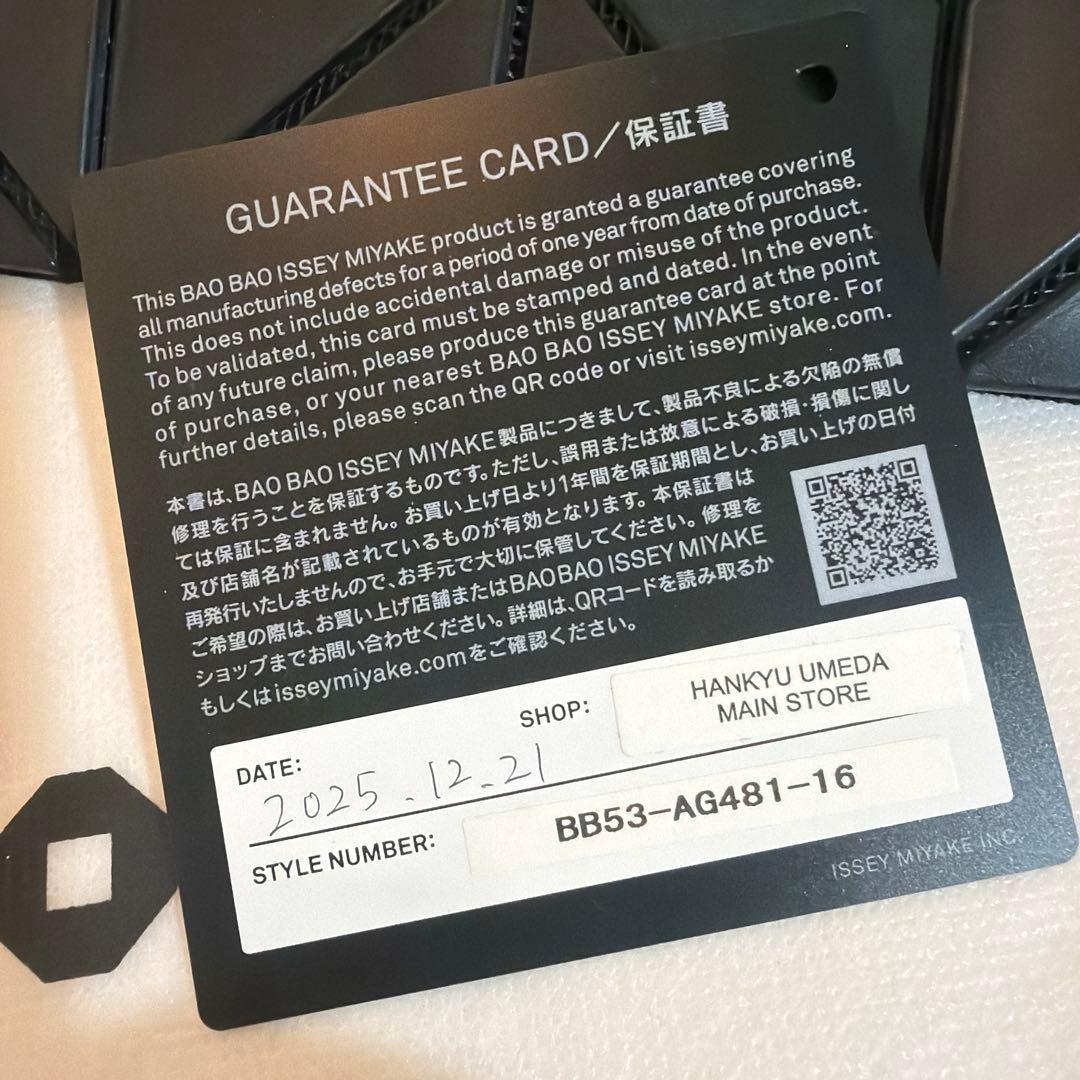 GUARANTEE CARD/保証書
This BAO BAO ISSEY MIYAKE product is granted a guarantee covering
all manufacturing defects for a period of one year from date of purchase.
This does not include accidental damage or misuse of the product.
To be validated, this card must be stamped and dated. In the event
of any future claim, please produce this guarantee card at the point
of purchase, or your nearest BAO BAO ISSEY MIYAKE store. For
further details, please scan the QR code or visit isseymiyake.com.
本書は、BAO BAO ISSEY MIYAKE製品につきまして、製品不良による欠陥の無償
修理を行うことを保証するものです。ただし、誤用または故意による破損・損傷に関し
ては保証に含まれません。お買い上げ日より1年間を保証期間とし、お買い上げの日付
及び店舗名が記載されているものが有効となります。本保証書は
再発行いたしませんので、お手元で大切に保管してください。修理を
ご希望の際は、お買い上げ店舗またはBAO BAO ISSEY MIYAKE
ショップまでお問い合わせください。詳細は、QRコードを読み取るか
もしくはisseymiyake.comをご確認ください。
DATE:
2025.12.21
SHOP:
HANKYU UMEDA
MAIN STORE
STYLE NUMBER:
BB53-AG481-16
ISSEY MIYAKE INC.